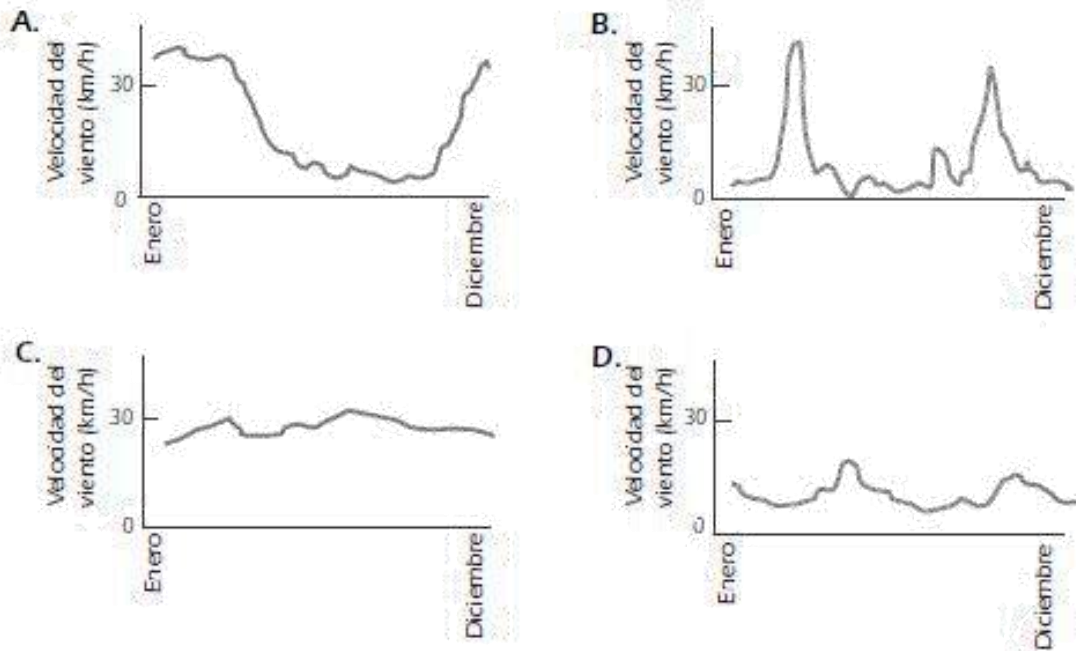 A.
Velocidad del
viento (km/h)
30
0
Enero
Diciembre
B.
Velocidad del
viento (km/h)
30
0
Enero
Diciembre
C.
Velocidad del
viento (km/h)
30
0
Enero
Diciembre
D.
Velocidad del
viento (km/h)
30
0
Enero
Diciembre